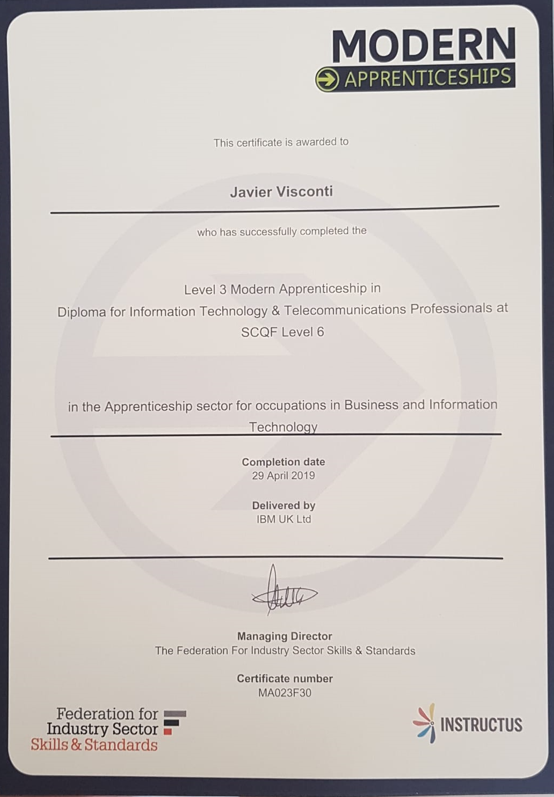 MODERN
APPRENTICESHIPS
This certificate is awarded to
Javier Visconti
who has successfully completed the
Level 3 Modern Apprenticeship in
Diploma for Information Technology & Telecommunications Professionals at
SCQF Level 6
in the Apprenticeship sector for occupations in Business and Information
Technology
Completion date
29 April 2019
Delivered by
IBM UK Ltd
Managing Director
The Federation For Industry Sector Skills & Standards
Certificate number
MA023F30
Federation for
Industry Sector
Skills & Standards
INSTRUCTUS